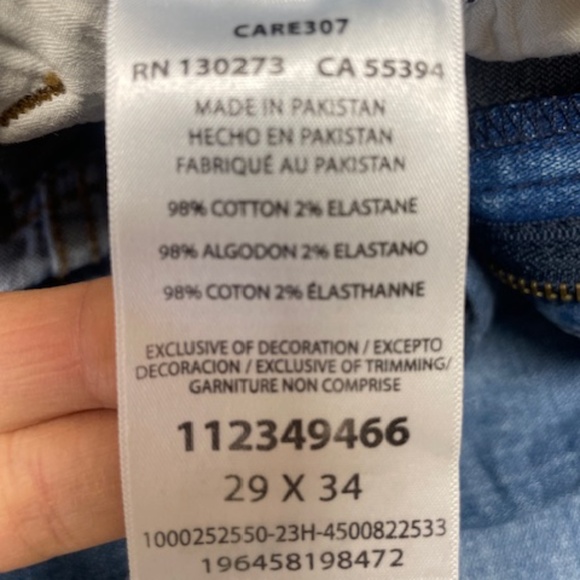 CARE307
RN 130273 CA 55394
MADE IN PAKISTAN
HECHO EN PAKISTAN
FABRIQUÉ AU PAKISTAN
98% COTTON 2% ELASTANE
98% ALGODON 2% ELASTANO
98% COTON 2% ÉLASTHANNE
EXCLUSIVE OF DECORATION / EXCEPTO
DECORACION / EXCLUSIVE OF TRIMMING/
GARNITURE NON COMPRISE
112349466
29 X 34
1000252550-23H-4500822533
196458198472